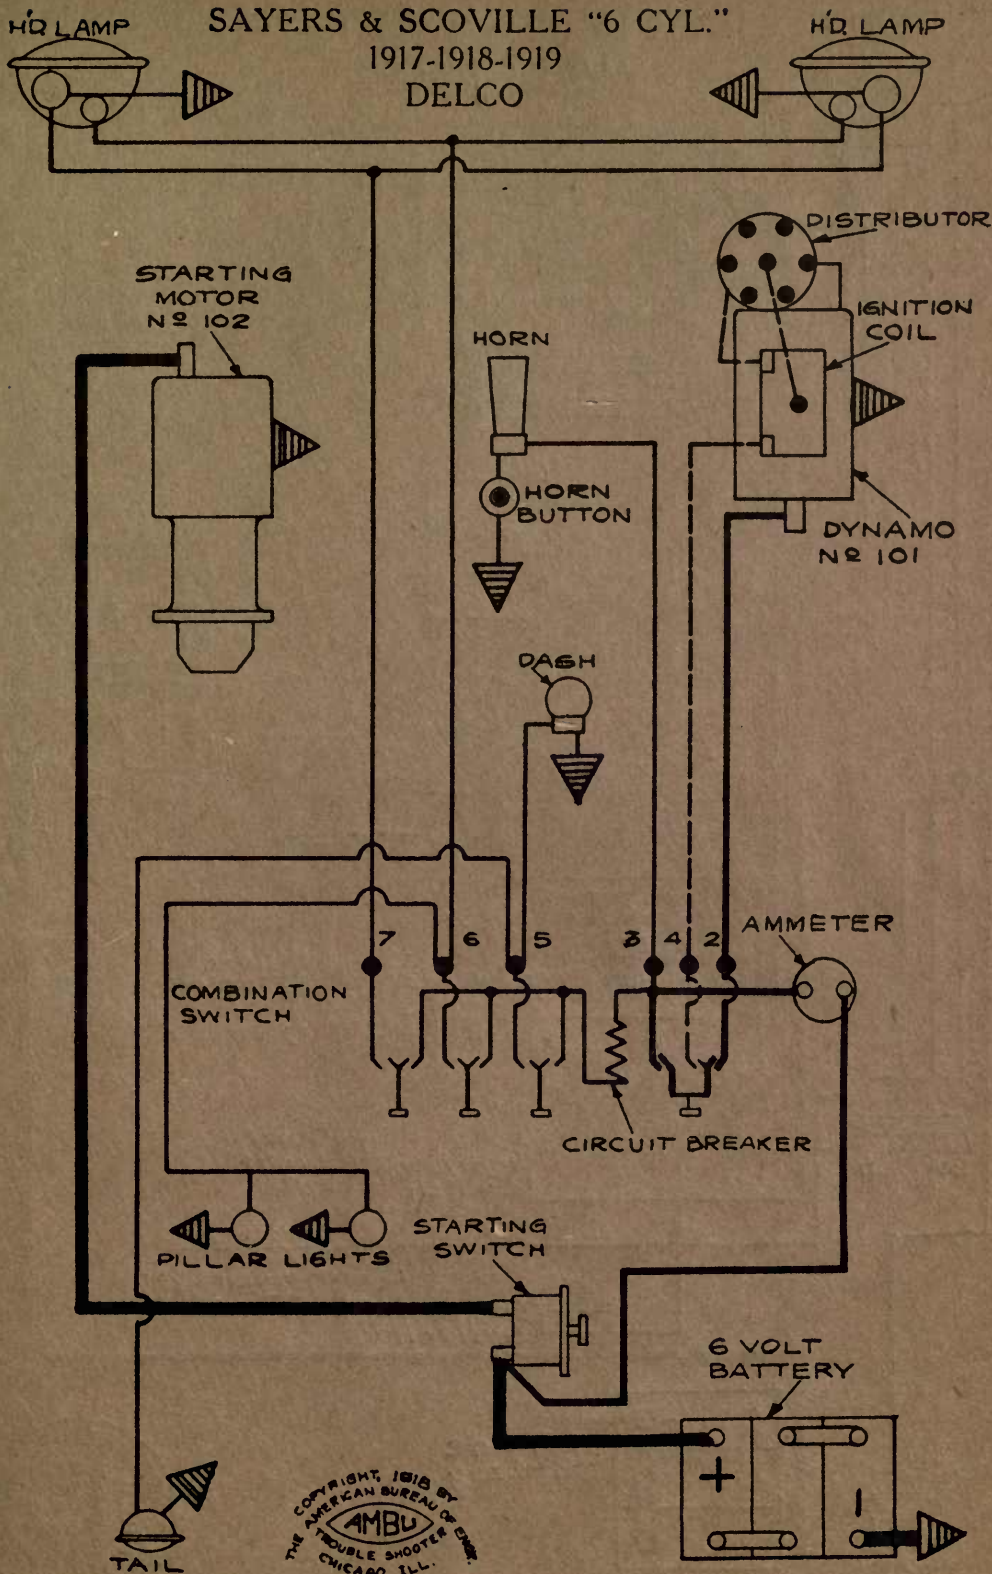 SAYERS & SCOVILLE "6 CYL."
1917-1918-1919
DELCO
H'D LAMP
H'D. LAMP
DISTRIBUTOR
STARTING
MOTOR
Nº 102
IGNITION
COIL
HORN
HORN
BUTTON
DYNAMO
Nº 101
DASH
7 6 5 3 4 2
AMMETER
COMBINATION
SWITCH
CIRCUIT BREAKER
PILLAR LIGHTS
STARTING
SWITCH
6 VOLT
BATTERY
+ -
TAIL
COPYRIGHT, 1918 BY
THE AMERICAN BUREAU OF ENGR.
AMBU
TROUBLE SHOOTER
CHICAGO ILL.